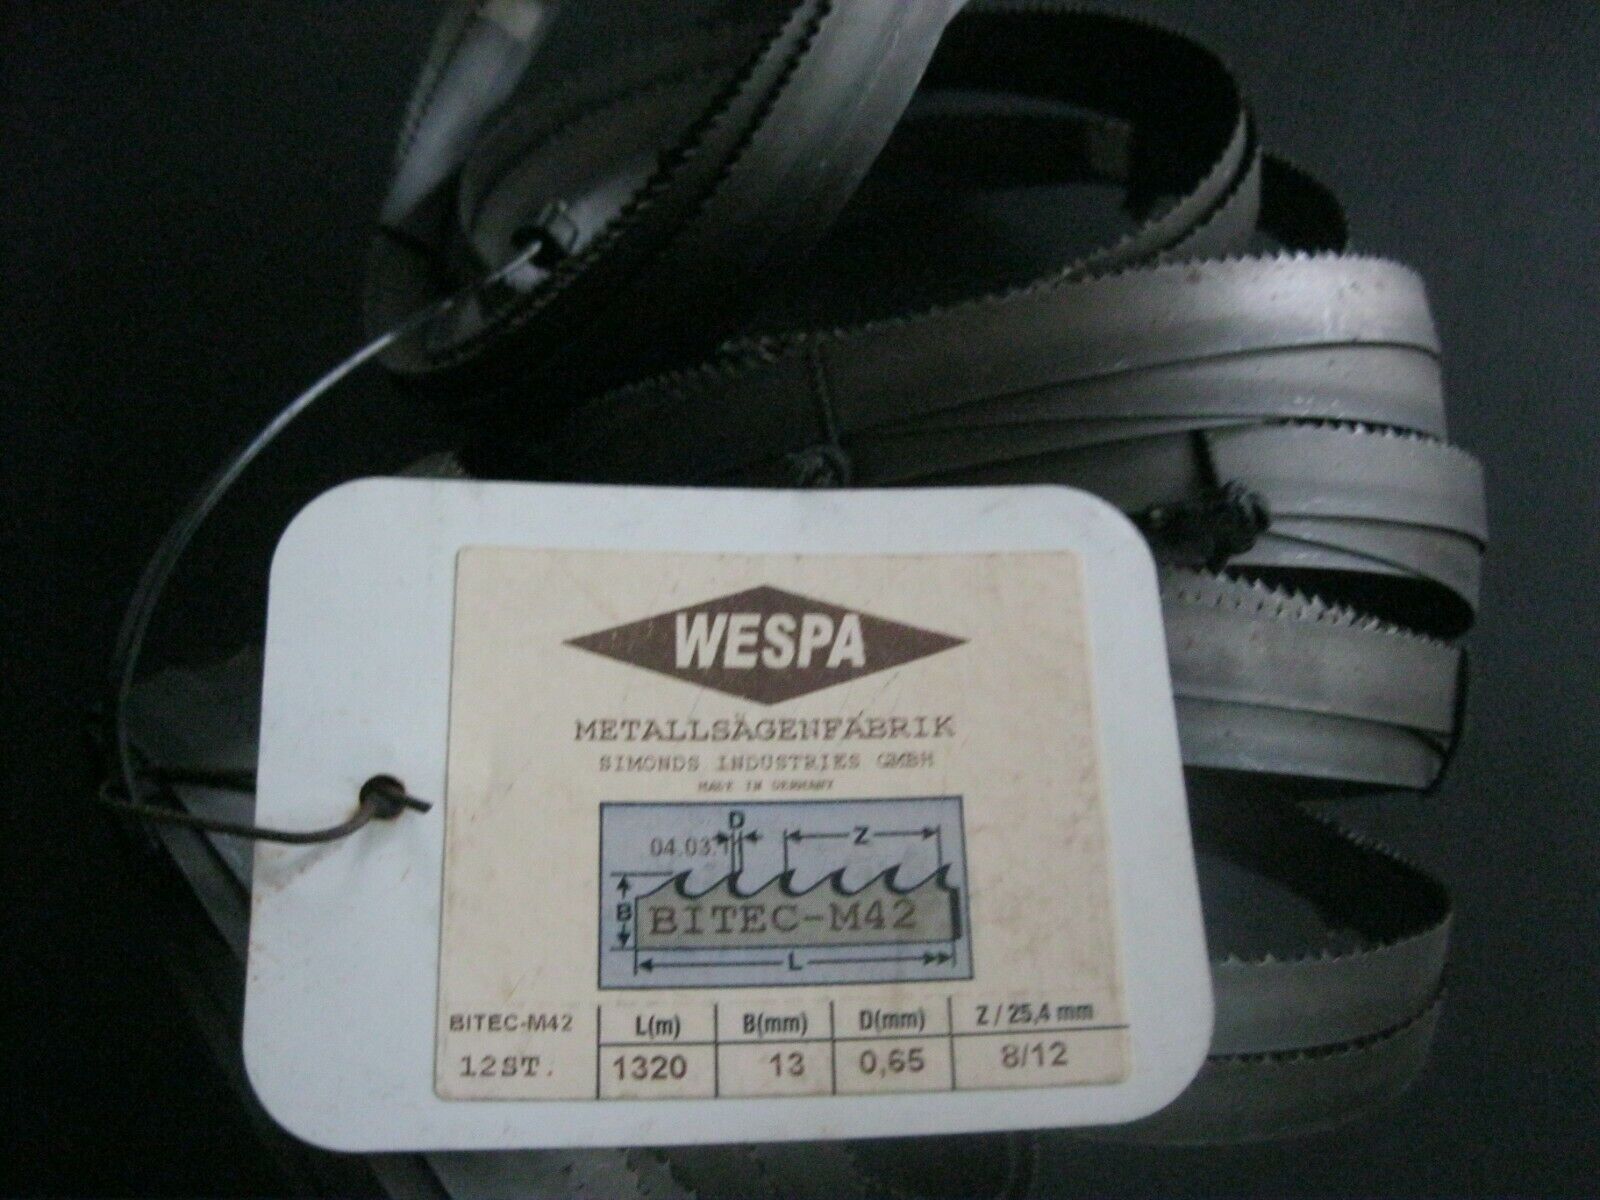 WESPA
METALLSÄGENFABRIK
SIMONDS INDUSTRIES GMBH
MADE IN GERMANY
D
04.03.1
Z
B
BITEC-M42
L
BITEC-M42 L(m) B(mm) D(mm) Z / 25,4 mm
12ST. 1320 13 0,65 8/12